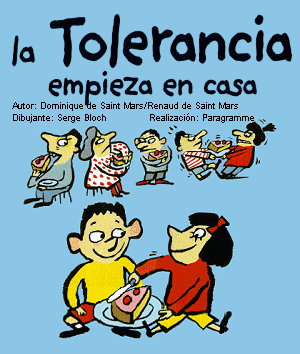 la Tolerancia
empieza en casa
Autor: Dominique de Saint Mars/Renaud de Saint Mars
Dibujante: Serge Bloch Realización: Paragramme